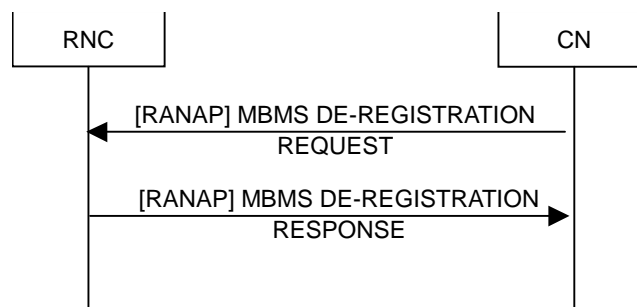 RNC
CN
[RANAP] MBMS DE-REGISTRATION
REQUEST
[RANAP] MBMS DE-REGISTRATION
RESPONSE